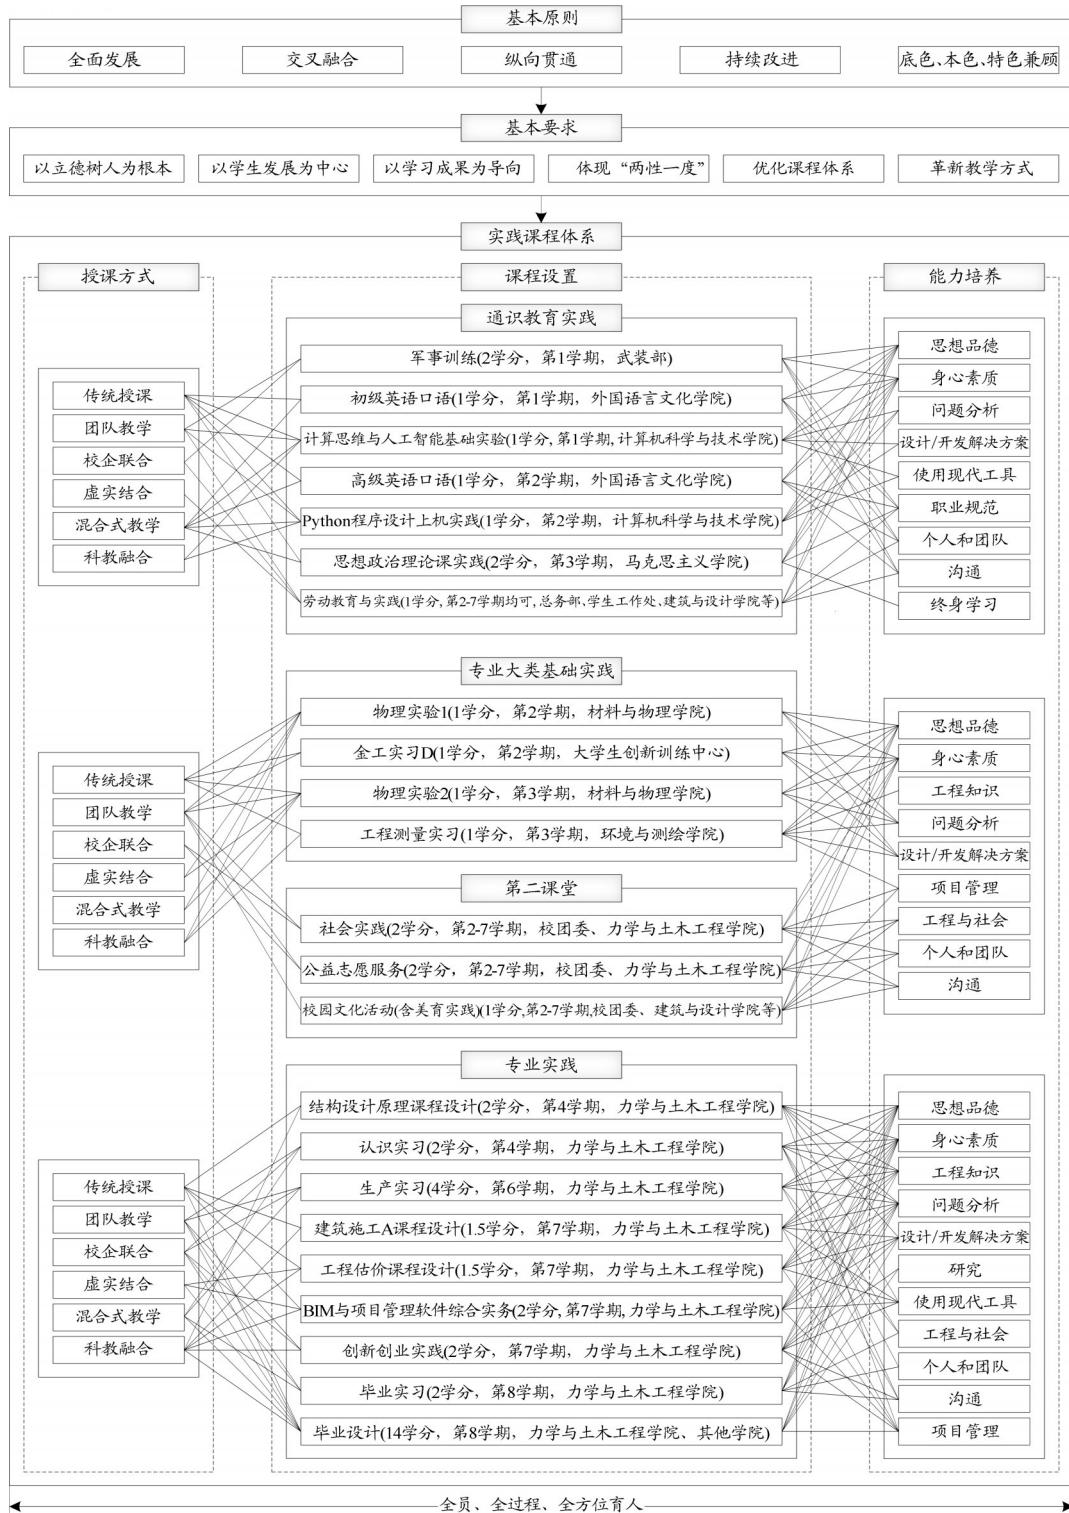 基本原则
全面发展
交叉融合
纵向贯通
持续改进
底色、本色、特色兼顾
基本要求
以立德树人为根本
以学生发展为中心
以学习成果为导向
体现“两性一度”
优化课程体系
革新教学方式
实践课程体系
授课方式
课程设置
能力培养
通识教育实践
传统授课
团队教学
校企联合
虚实结合
混合式教学
科教融合
军事训练(2学分，第1学期，武装部)
初级英语口语(1学分，第1学期，外国语言文化学院)
计算思维与人工智能基础实验(1学分,第1学期,计算机科学与技术学院)
高级英语口语(1学分，第2学期，外国语言文化学院)
Python程序设计上机实践(1学分，第2学期，计算机科学与技术学院)
思想政治理论课实践(2学分，第3学期，马克思主义学院)
劳动教育与实践(1学分,第2-7学期均可,总务部、学生工作处、建筑与设计学院等)
思想品德
身心素质
问题分析
设计/开发解决方案
使用现代工具
职业规范
个人和团队
沟通
终身学习
专业大类基础实践
传统授课
团队教学
校企联合
虚实结合
混合式教学
科教融合
物理实验1(1学分，第2学期，材料与物理学院)
金工实习D(1学分，第2学期，大学生创新训练中心)
物理实验2(1学分，第3学期，材料与物理学院)
工程测量实习(1学分，第3学期，环境与测绘学院)
第二课堂
社会实践(2学分，第2-7学期，校团委、力学与土木工程学院)
公益志愿服务(2学分，第2-7学期，校团委、力学与土木工程学院)
校园文化活动(含美育实践)(1学分,第2-7学期,校团委、建筑与设计学院等)
思想品德
身心素质
工程知识
问题分析
设计/开发解决方案
项目管理
工程与社会
个人和团队
沟通
专业实践
传统授课
团队教学
校企联合
虚实结合
混合式教学
科教融合
结构设计原理课程设计(2学分，第4学期，力学与土木工程学院)
认识实习(2学分，第4学期，力学与土木工程学院)
生产实习(4学分，第6学期，力学与土木工程学院)
建筑施工A课程设计(1.5学分，第7学期，力学与土木工程学院)
工程估价课程设计(1.5学分，第7学期，力学与土木工程学院)
BIM与项目管理软件综合实务(2学分,第7学期,力学与土木工程学院)
创新创业实践(2学分，第7学期，力学与土木工程学院)
毕业实习(2学分，第8学期，力学与土木工程学院)
毕业设计(14学分，第8学期，力学与土木工程学院、其他学院)
思想品德
身心素质
工程知识
问题分析
设计/开发解决方案
研究
使用现代工具
工程与社会
个人和团队
沟通
项目管理
全员、全过程、全方位育人